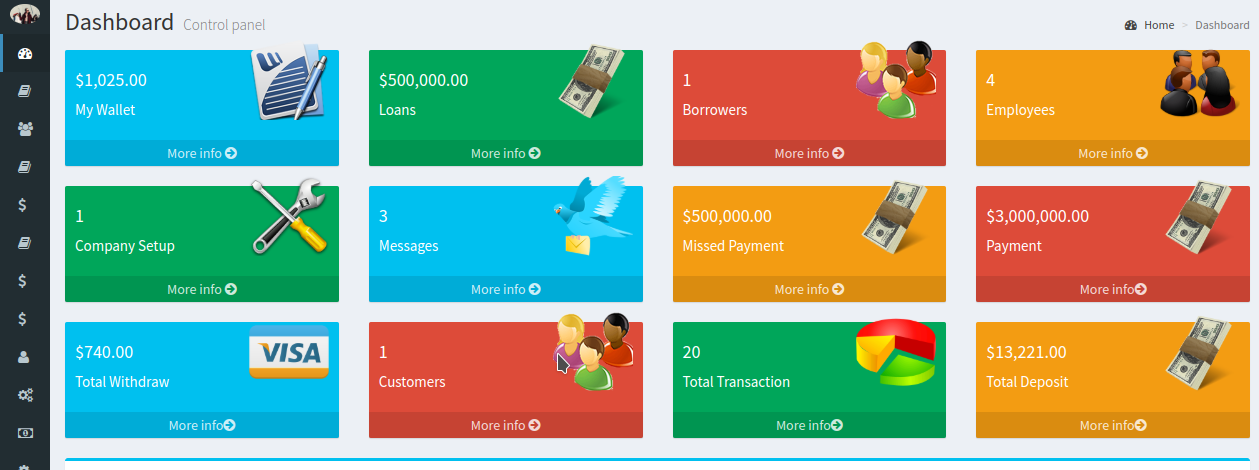 Dashboard Control panel
Home > Dashboard
$1,025.00
My Wallet
More info
$500,000.00
Loans
More info
1
Borrowers
More info
4
Employees
More info
1
Company Setup
More info
3
Messages
More info
$500,000.00
Missed Payment
More info
$3,000,000.00
Payment
More info
$740.00
Total Withdraw
VISA
More info
1
Customers
More info
20
Total Transaction
More info
$13,221.00
Total Deposit
More info